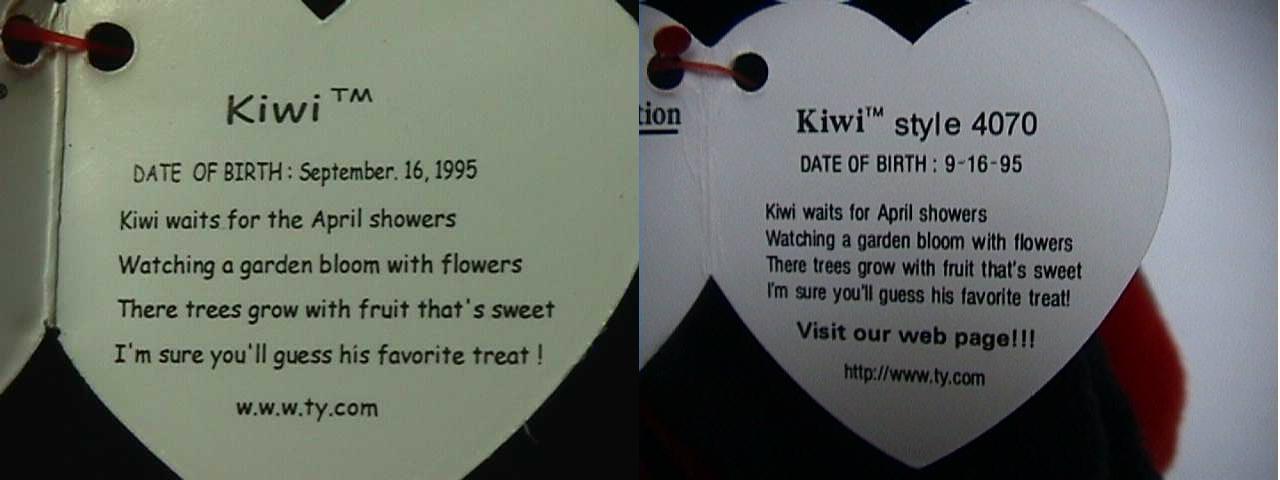 Kiwi™
DATE OF BIRTH : September. 16, 1995
Kiwi waits for the April showers
Watching a garden bloom with flowers
There trees grow with fruit that's sweet
I'm sure you'll guess his favorite treat !
w.w.w.ty.com
tion
Kiwi™ style 4070
DATE OF BIRTH : 9-16-95
Kiwi waits for April showers
Watching a garden bloom with flowers
There trees grow with fruit that's sweet
I'm sure you'll guess his favorite treat!
Visit our web page!!!
http://www.ty.com